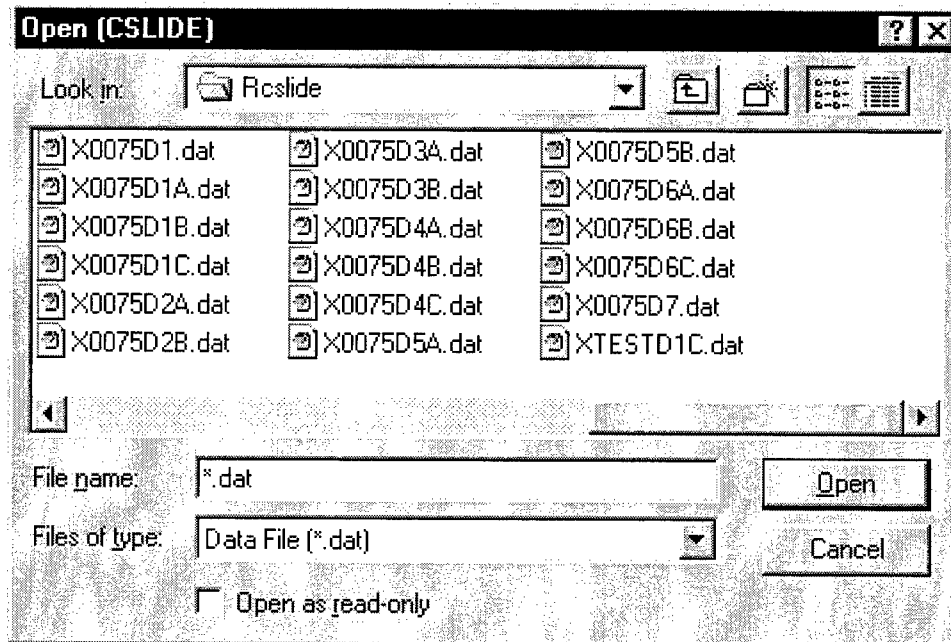 Open (CSLIDE)
Look in: Rcslide
X0075D1.dat
X0075D1A.dat
X0075D1B.dat
X0075D1C.dat
X0075D2A.dat
X0075D2B.dat
X0075D3A.dat
X0075D3B.dat
X0075D4A.dat
X0075D4B.dat
X0075D4C.dat
X0075D5A.dat
X0075D5B.dat
X0075D6A.dat
X0075D6B.dat
X0075D6C.dat
X0075D7.dat
XTESTD1C.dat
File name: *.dat
Open
Files of type: Data File (*.dat)
Cancel
Open as read-only